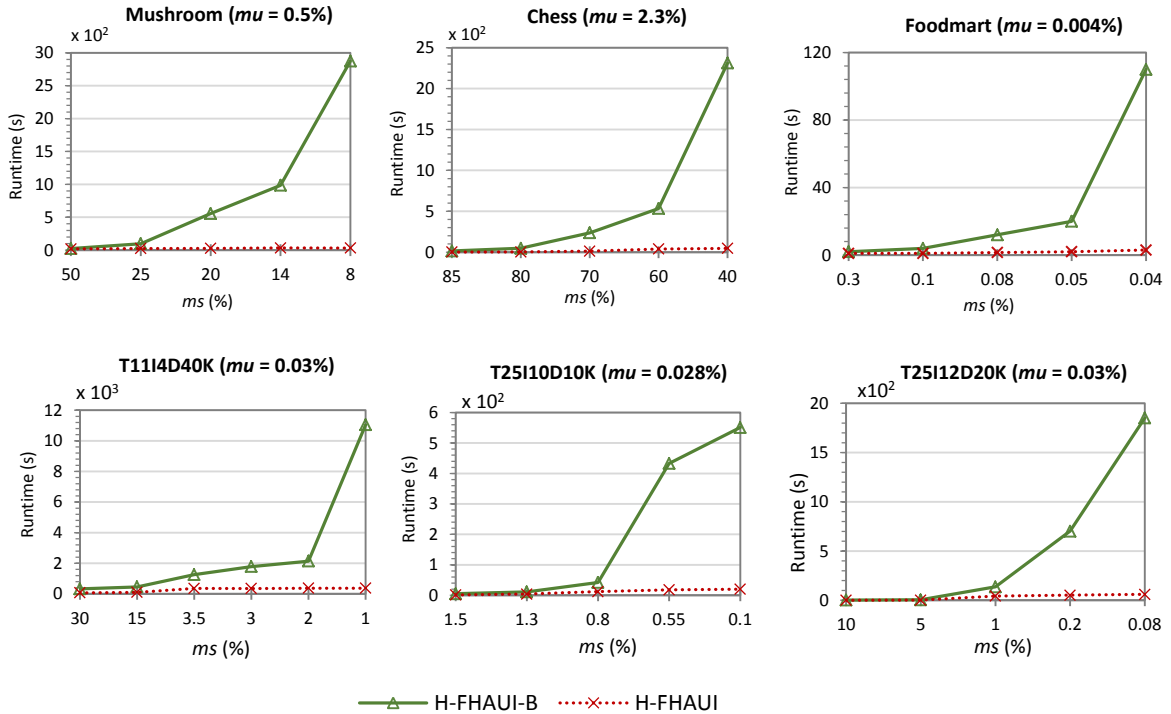 Mushroom (mu = 0.5%)
x 10²
30
25
20
15
10
5
0
Runtime (s)
50 25 20 14 8
ms (%)
Chess (mu = 2.3%)
x 10²
25
20
15
10
5
0
Runtime (s)
85 80 70 60 40
ms (%)
Foodmart (mu = 0.004%)
120
80
40
0
Runtime (s)
0.3 0.1 0.08 0.05 0.04
ms (%)
T11I4D40K (mu = 0.03%)
x 10³
12
10
8
6
4
2
0
Runtime (s)
30 15 3.5 3 2 1
ms (%)
T25I10D10K (mu = 0.028%)
x 10²
6
4
2
0
Runtime (s)
1.5 1.3 0.8 0.55 0.1
ms (%)
T25I12D20K (mu = 0.03%)
x10²
20
15
10
5
0
Runtime (s)
10 5 1 0.2 0.08
ms (%)
H-FHAUI-B H-FHAUI